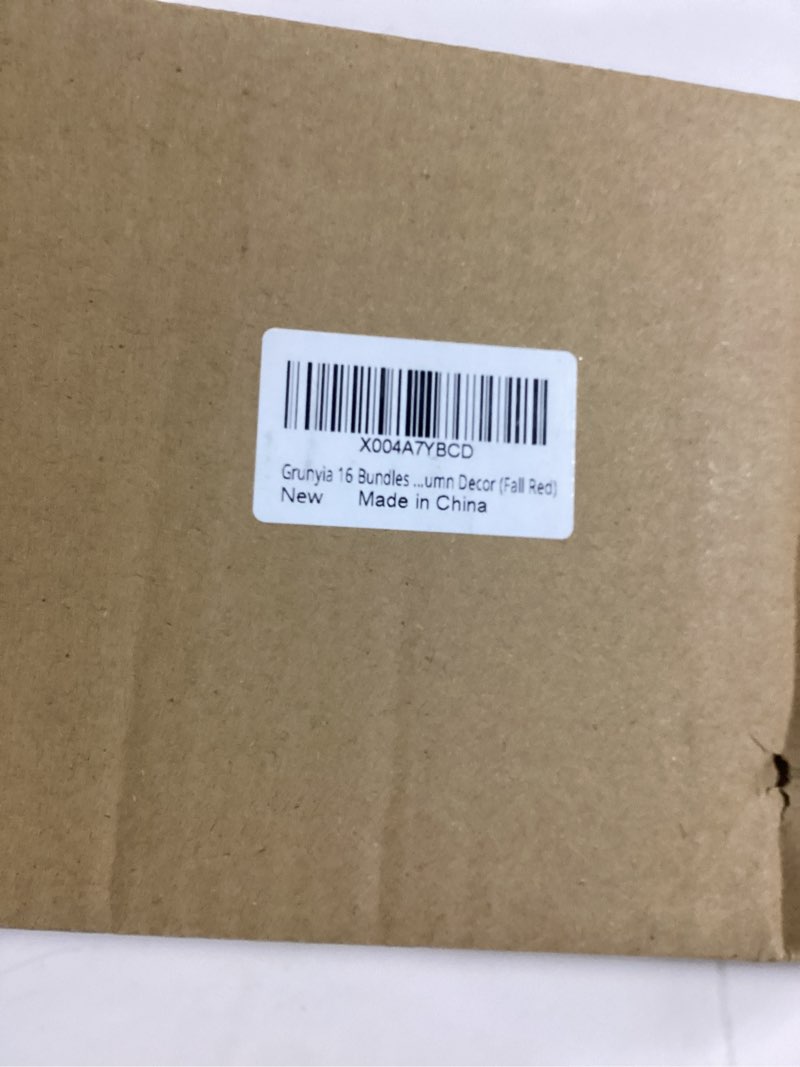 X004A7YBCD
Grunyia 16 Bundles ...umn Decor (Fall Red)
New Made in China